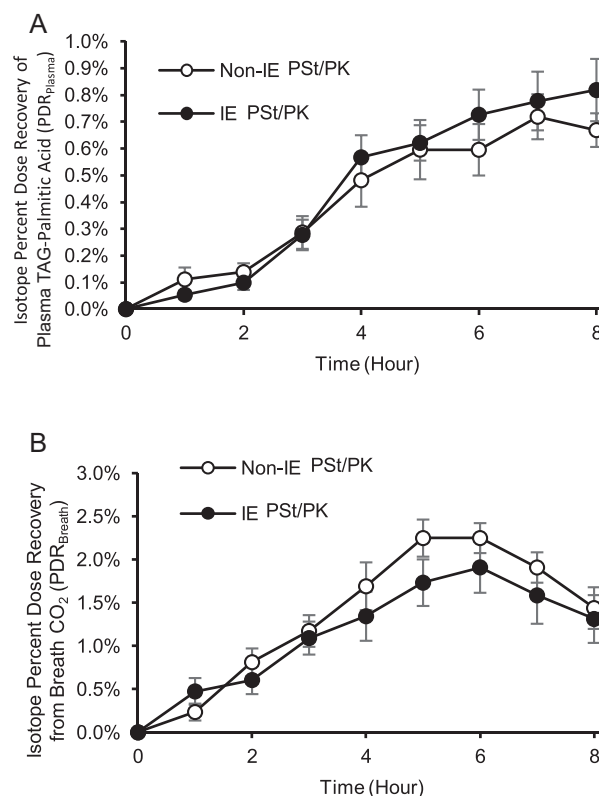 A
Isotope Percent Dose Recovery of
Plasma TAG-Palmitic Acid (PDRPlasma)
1.0%
0.9%
0.8%
0.7%
0.6%
0.5%
0.4%
0.3%
0.2%
0.1%
0.0%
Non-IE PSt/PK
IE PSt/PK
0 2 4 6 8
Time (Hour)
B
Isotope Percent Dose Recovery
from Breath CO2 (PDRBreath)
3.0%
2.5%
2.0%
1.5%
1.0%
0.5%
0.0%
Non-IE PSt/PK
IE PSt/PK
0 2 4 6 8
Time (Hour)